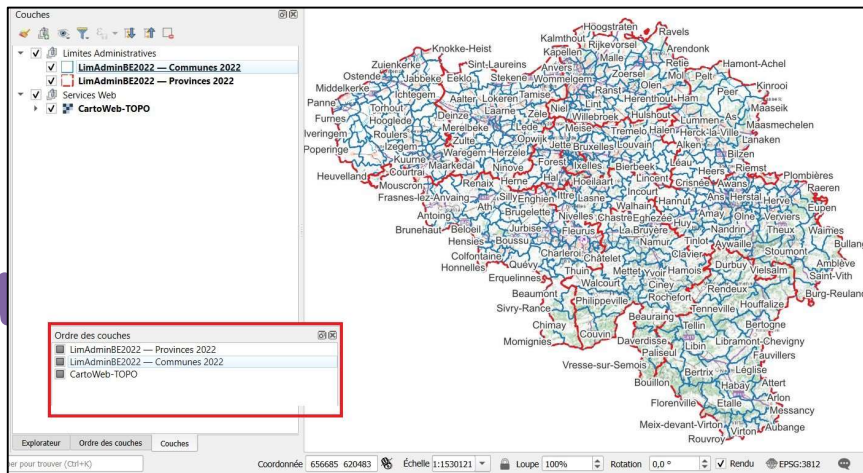 Couches
Limites Administratives
LimAdminBE2022 — Communes 2022
LimAdminBE2022 — Provinces 2022
Services Web
CartoWeb-TOPO
Ordre des couches
LimAdminBE2022 — Provinces 2022
LimAdminBE2022 — Communes 2022
CartoWeb-TOPO
Explorateur Ordre des couches Couches
er pour trouver (Ctrl+K) Coordonnée 656685 620483 Échelle 1:1530121 Loupe 100% Rotation 0,0 ° Rendu EPSG:3812
Hoogstraten
Ravels
Kalmthout Rijkevorsel
Knokke-Heist Kapellen Malle Arendonk
Zuienkerke Sint-Laureins Anvers Zoersel Retie Hamont-Achel
Ostende Jabbeke Eeklo Stekene Wommelgem Mol Pelt
Middelkerke Ichtegem Ranst Olen Peer Kinrooi
Panne Torhout Aalter Lokeren Tamise Niel Lint Herenthout Ham Maaseik
Furnes Hooglede Deinze Laarne Zele Willebroek Hulshout Lummen As
Alveringem Roulers Merelbeke Lede Meise Tremelo Halen Herck-la-Ville Maasmechelen
Poperinge Izegem Zulte Opwijk Jette Bruxelles Louvain Alken Lanaken
Kuurne Waregem Herzele Forest Ixelles Bierbeek Léau Bilzen
Heuvelland Courtrai Maarkedal Ninove Hal Hoeilaart Lincent Heers Riemst
Mouscron Renaix Herne Incourt Crisnée Awans Plombières
Frasnes-lez-Anvaing Silly Enghien Ittre Lasne Walhain Hannut Ans Herstal Herve Raeren
Antoing Ath Brugelette Nivelles Chastre Eghezée Amay Olne Verviers Eupen
Brunehaut Beloeil Jurbise Fleurus La Bruyère Huy Nandrin Theux Waimes
Hensies Boussu Charleroi Namur Tinlot Aywaille Stoumont Bullange
Colfontaine Quévy Châtelet Clavier Amblève
Honnelles Thuin Mettet Yvoir Hamois Durbuy Vielsalm Saint-Vith
Erquelinnes Walcourt Ciney Rendeux Burg-Reuland
Beaumont Philippeville Rochefort Houffalize
Sivry-Rance Beauraing Tenneville
Chimay Couvin Tellin Bertogne
Momignies Daverdisse Libin Libramont-Chevigny
Vresse-sur-Semois Paliseul Fauvillers
Bouillon Bertrix Léglise
Habay Attert
Florenville Etalle Arlon
Meix-devant-Virton Messancy
Rouvroy Virton Aubange